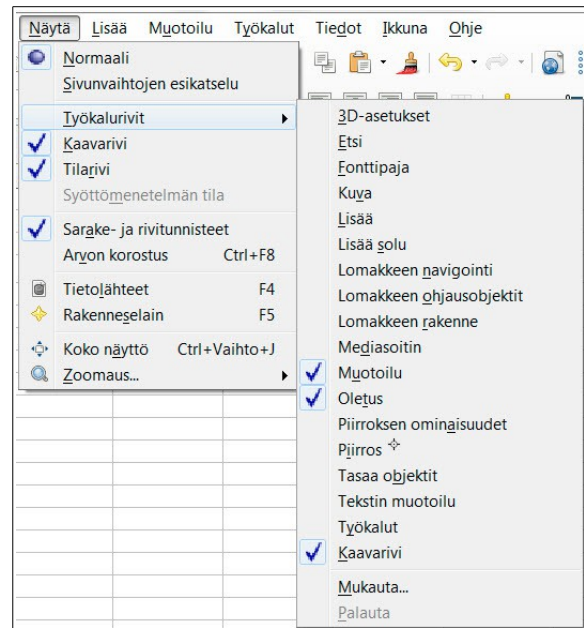 Näytä Lisää Muotoilu Työkalut Tiedot Ikkuna Ohje
Normaali
Sivunvaihtojen esikatselu
Työkalurivit
Kaavarivi
Tilarivi
Syöttömenetelmän tila
Sarake- ja rivitunnisteet
Arvon korostus Ctrl+F8
Tietolähteet F4
Rakenneselain F5
Koko näyttö Ctrl+Vaihto+J
Zoomaus...
3D-asetukset
Etsi
Fonttipaja
Kuva
Lisää
Lisää solu
Lomakkeen navigointi
Lomakkeen ohjausobjektit
Lomakkeen rakenne
Mediasoitin
Muotoilu
Oletus
Piirroksen ominaisuudet
Piirros
Tasaa objektit
Tekstin muotoilu
Työkalut
Kaavarivi
Mukauta...
Palauta